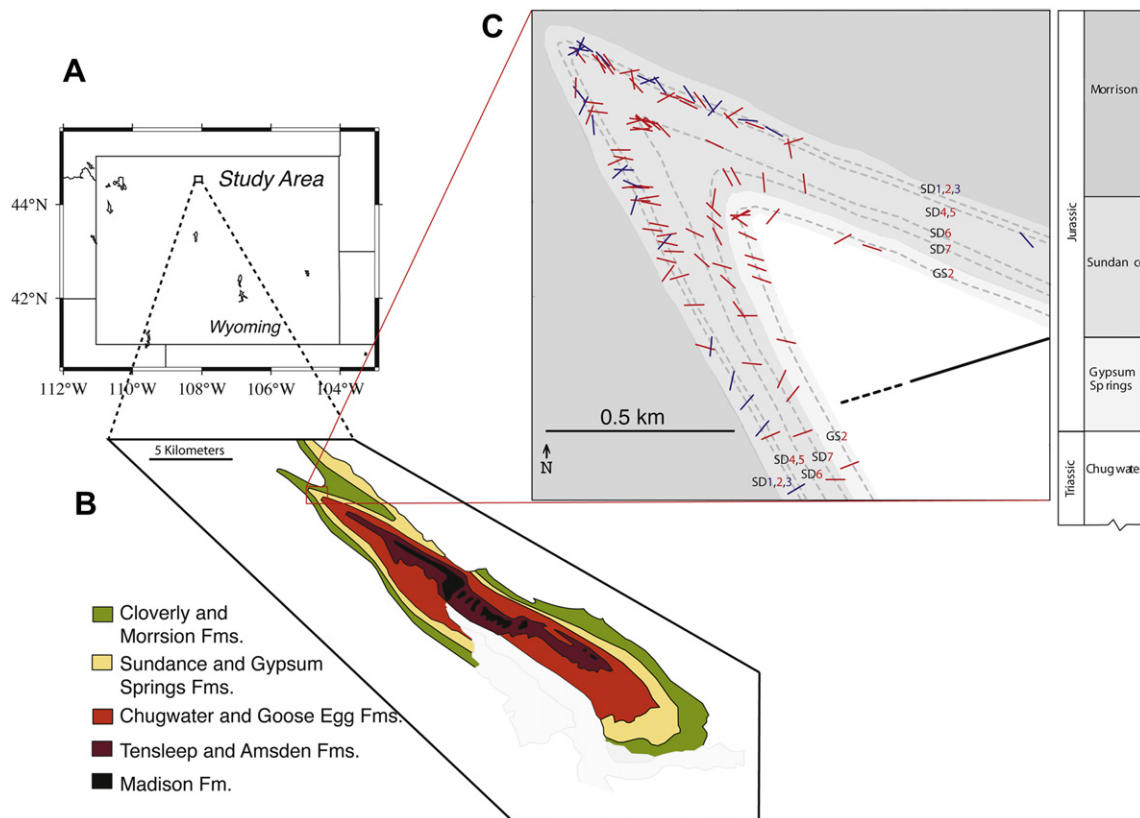 A
Study Area
44°N
42°N
Wyoming
112°W
110°W
108°W
106°W
104°W
B
5 Kilometers
Cloverly and
Morrsion Fms.
Sundance and Gypsum
Springs Fms.
Chugwater and Goose Egg Fms.
Tensleep and Amsden Fms.
Madison Fm.
C
SD1,2,3
SD4,5
SD6
SD7
GS2
0.5 km
N
GS2
SD4,5
SD7
SD6
SD1,2,3
Jurassic
Triassic
Morrison
Sundan ce
Gypsum
Springs
Chug wate